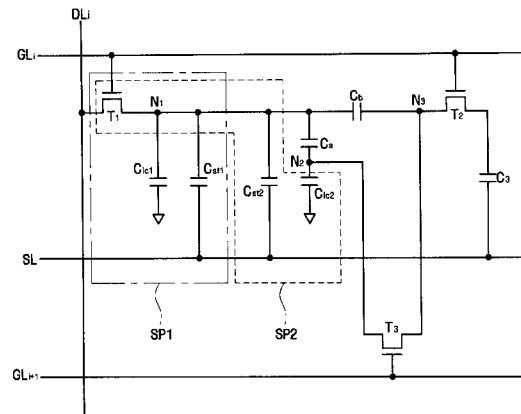 DLi
GLi
N1
Cb
N3
T1
T2
Ca
N2
Clc1
Cst1
Cst2
Clc2
C3
SL
T3
SP1
SP2
GLi+1